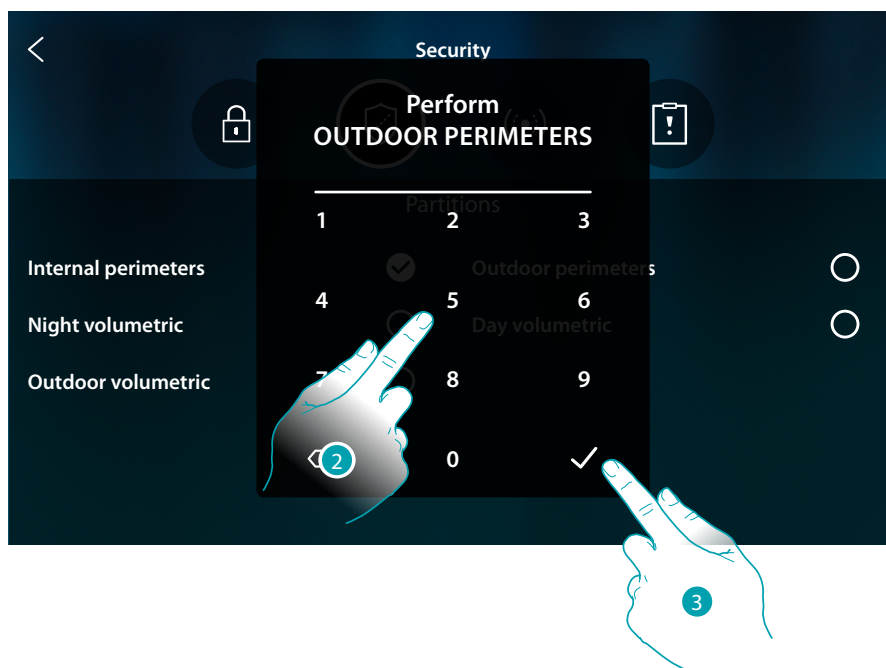 Security
Perform
OUTDOOR PERIMETERS
Partitions
1 2 3
Internal perimeters Outdoor perimeters
4 5 6
Night volumetric Day volumetric
Outdoor volumetric
7 8 9
2 0
3